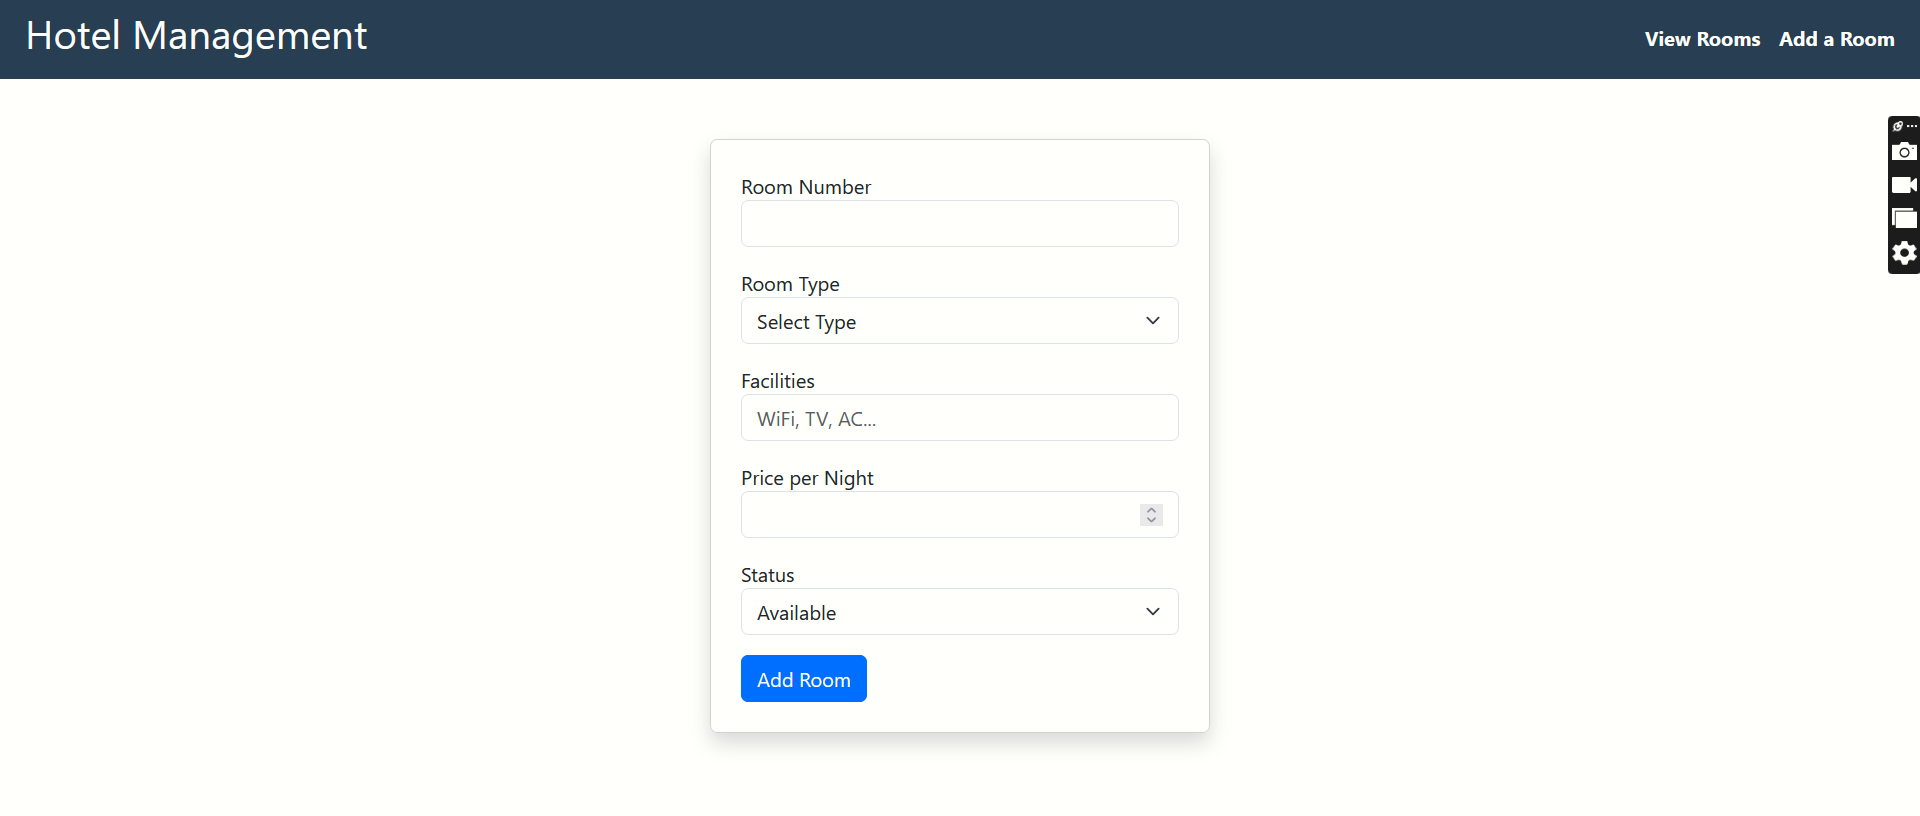 Hotel Management
View Rooms Add a Room
Room Number
Room Type
Select Type
Facilities
WiFi, TV, AC...
Price per Night
Status
Available
Add Room